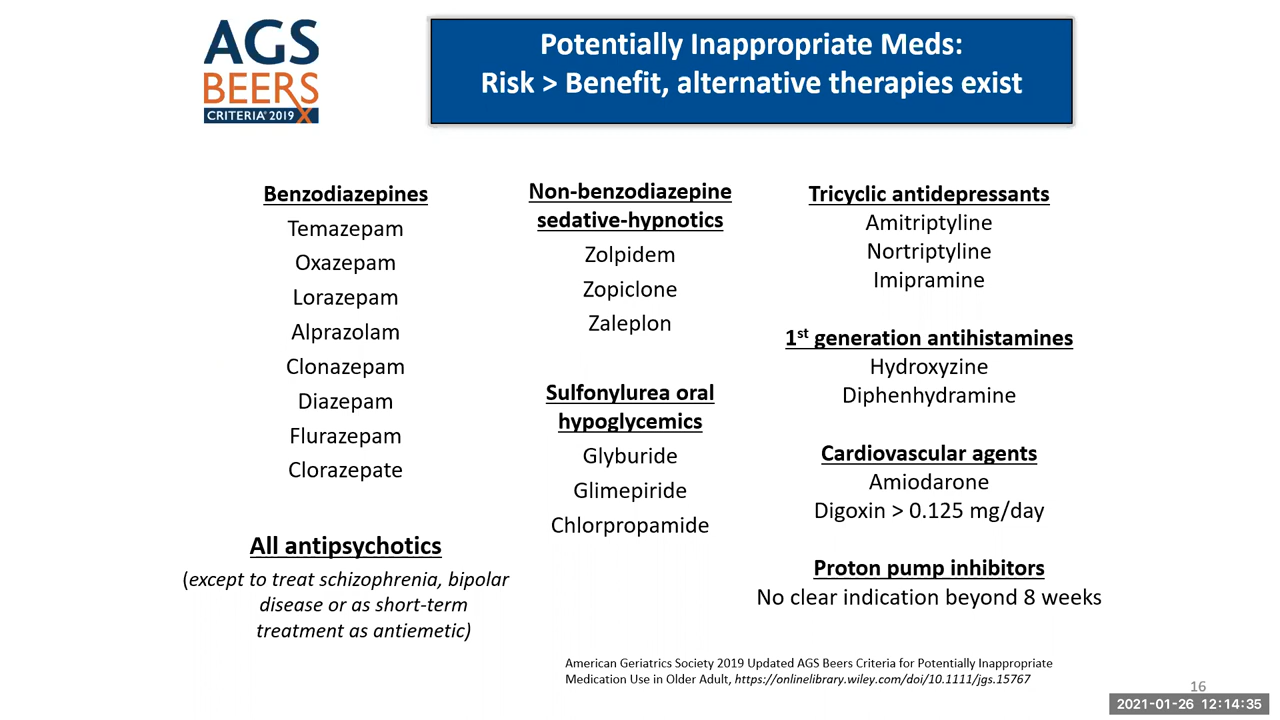 AGS
BEERS
CRITERIA® 2019
Potentially Inappropriate Meds:
Risk > Benefit, alternative therapies exist
Benzodiazepines
Temazepam
Oxazepam
Lorazepam
Alprazolam
Clonazepam
Diazepam
Flurazepam
Clorazepate
All antipsychotics
(except to treat schizophrenia, bipolar
disease or as short-term
treatment as antiemetic)
Non-benzodiazepine
sedative-hypnotics
Zolpidem
Zopiclone
Zaleplon
Sulfonylurea oral
hypoglycemics
Glyburide
Glimepiride
Chlorpropamide
Tricyclic antidepressants
Amitriptyline
Nortriptyline
Imipramine
1st generation antihistamines
Hydroxyzine
Diphenhydramine
Cardiovascular agents
Amiodarone
Digoxin > 0.125 mg/day
Proton pump inhibitors
No clear indication beyond 8 weeks
American Geriatrics Society 2019 Updated AGS Beers Criteria for Potentially Inappropriate
Medication Use in Older Adult, https://onlinelibrary.wiley.com/doi/10.1111/jgs.15767
16
2021-01-26 12:14:35